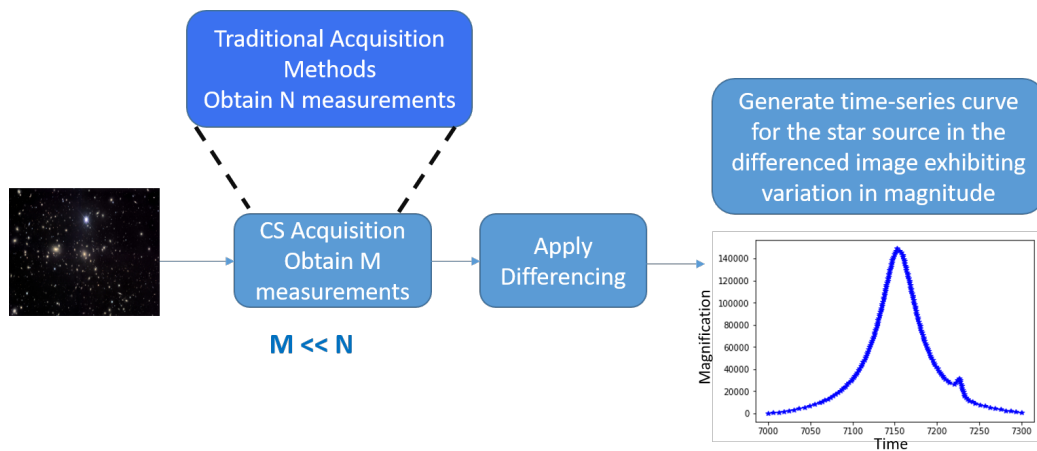 Traditional Acquisition
Methods
Obtain N measurements
CS Acquisition
Obtain M
measurements
M << N
Apply
Differencing
Generate time-series curve
for the star source in the
differenced image exhibiting
variation in magnitude
Magnification
140000
120000
100000
80000
60000
40000
20000
0
7000 7050 7100 7150 7200 7250 7300
Time